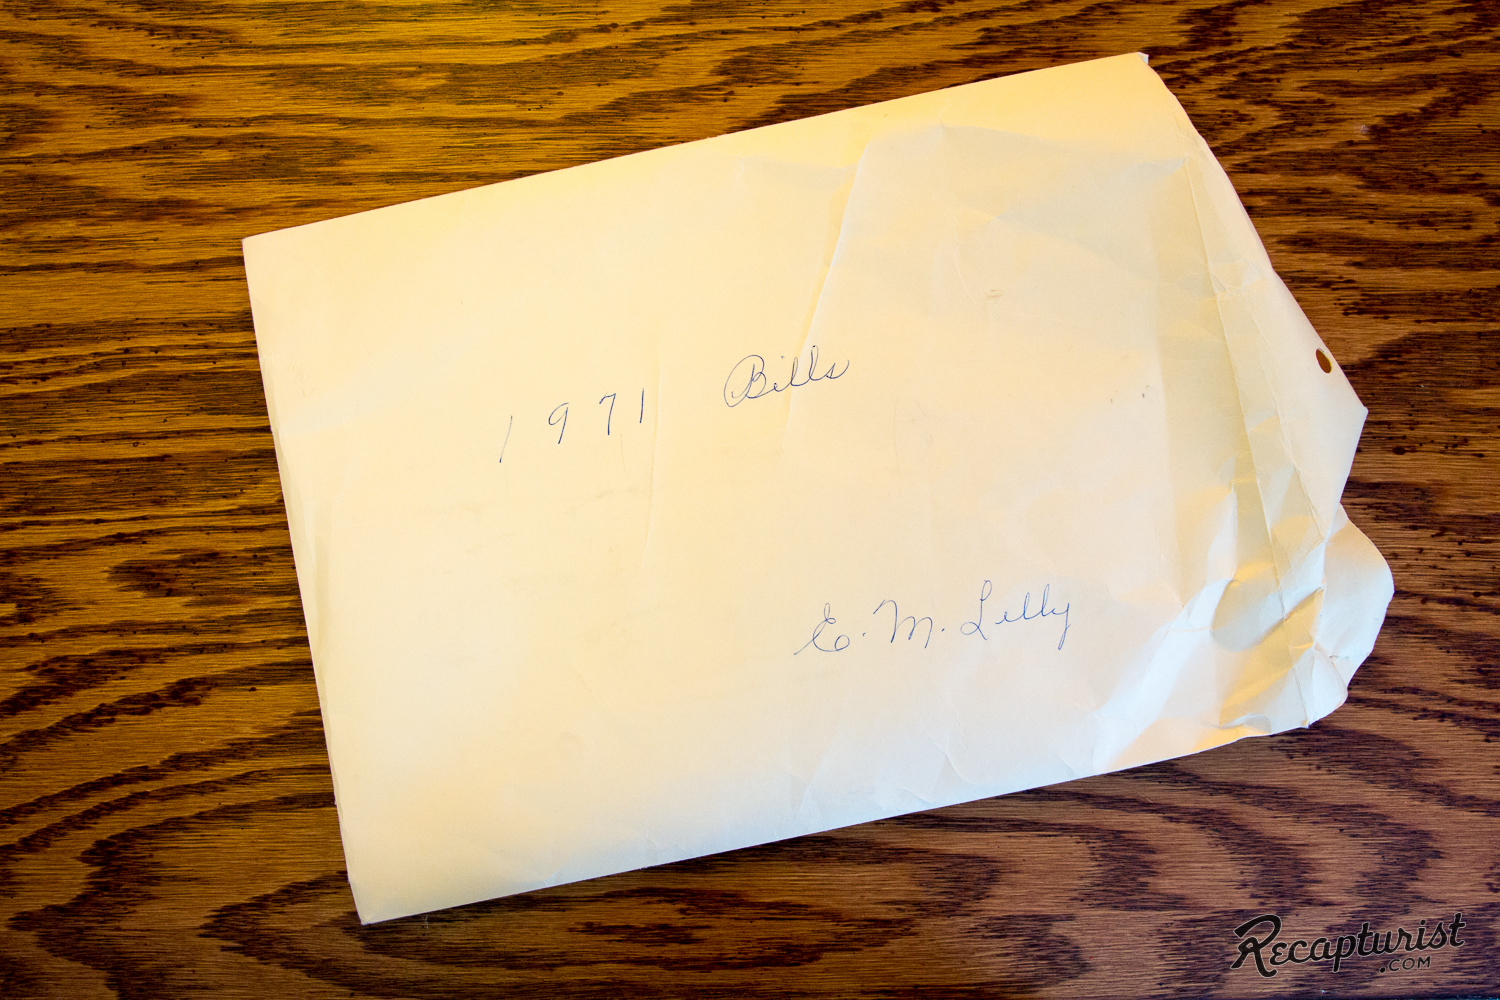 1971 Bills
E. M. Lilly
Recapturist
.COM